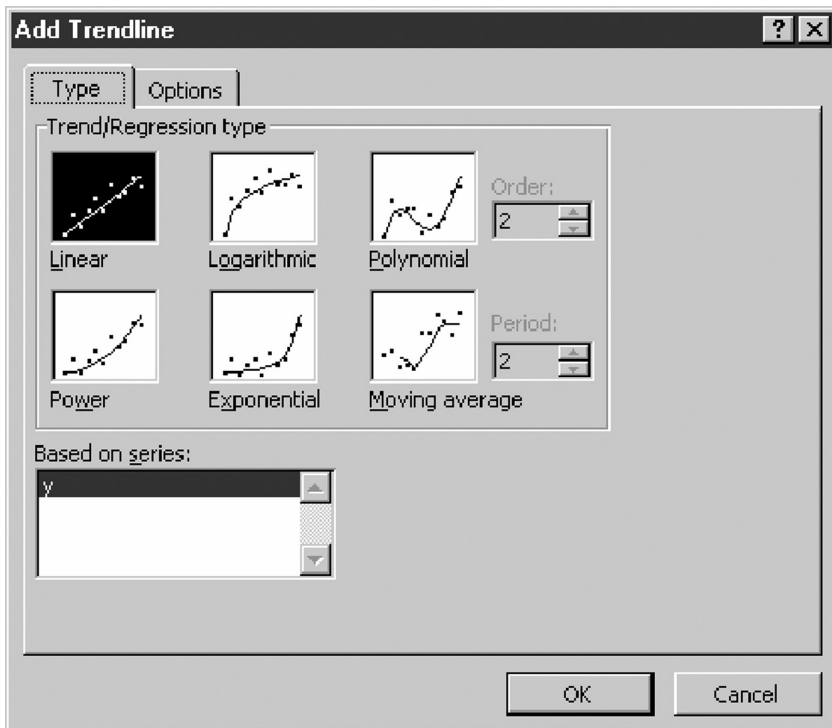 Add Trendline
Type Options
Trend/Regression type
Linear Logarithmic Polynomial
Order:
2
Power Exponential Moving average
Period:
2
Based on series:
y
OK Cancel